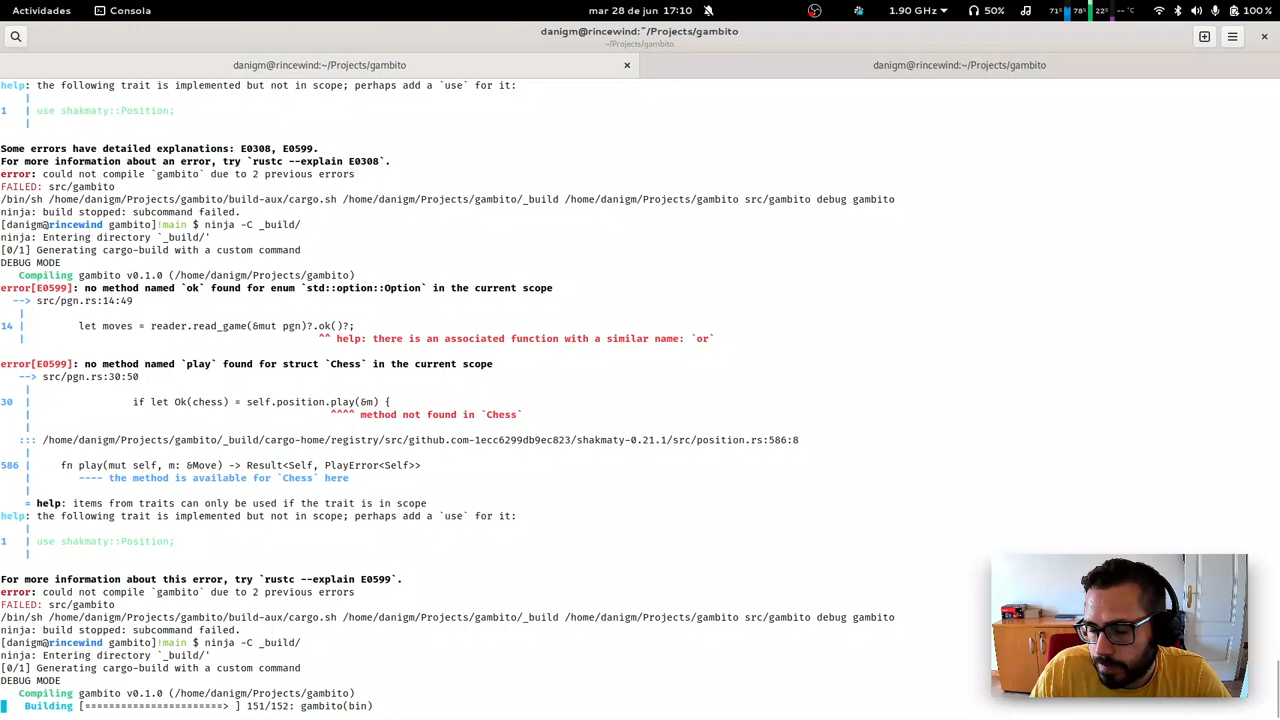 Actividades Consola mar 28 de jun 17:10 1.90 GHz 50% 71% 78% 22% -- °C 100 %
danigm@rincewind:~/Projects/gambito
~/Projects/gambito
danigm@rincewind:~/Projects/gambito danigm@rincewind:~/Projects/gambito
help: the following trait is implemented but not in scope; perhaps add a `use` for it:
|
1 | use shakmaty::Position;
|
Some errors have detailed explanations: E0308, E0599.
For more information about an error, try `rustc --explain E0308`.
error: could not compile `gambito` due to 2 previous errors
FAILED: src/gambito
/bin/sh /home/danigm/Projects/gambito/build-aux/cargo.sh /home/danigm/Projects/gambito/_build /home/danigm/Projects/gambito src/gambito debug gambito
ninja: build stopped: subcommand failed.
[danigm@rincewind gambito]!main $ ninja -C _build/
ninja: Entering directory `_build/'
[0/1] Generating cargo-build with a custom command
DEBUG MODE
Compiling gambito v0.1.0 (/home/danigm/Projects/gambito)
error[E0599]: no method named `ok` found for enum `std::option::Option` in the current scope
--> src/pgn.rs:14:49
|
14 | let moves = reader.read_game(&mut pgn)?.ok()?;
| ^^ help: there is an associated function with a similar name: `or`
error[E0599]: no method named `play` found for struct `Chess` in the current scope
--> src/pgn.rs:30:50
|
30 | if let Ok(chess) = self.position.play(&m) {
| ^^^^ method not found in `Chess`
::: /home/danigm/Projects/gambito/_build/cargo-home/registry/src/github.com-1ecc6299db9ec823/shakmaty-0.21.1/src/position.rs:586:8
|
586 | fn play(mut self, m: &Move) -> Result<Self, PlayError<Self>>
| ---- the method is available for `Chess` here
|
= help: items from traits can only be used if the trait is in scope
help: the following trait is implemented but not in scope; perhaps add a `use` for it:
|
1 | use shakmaty::Position;
|
For more information about this error, try `rustc --explain E0599`.
error: could not compile `gambito` due to 2 previous errors
FAILED: src/gambito
/bin/sh /home/danigm/Projects/gambito/build-aux/cargo.sh /home/danigm/Projects/gambito/_build /home/danigm/Projects/gambito src/gambito debug gambito
ninja: build stopped: subcommand failed.
[danigm@rincewind gambito]!main $ ninja -C _build/
ninja: Entering directory `_build/'
[0/1] Generating cargo-build with a custom command
DEBUG MODE
Compiling gambito v0.1.0 (/home/danigm/Projects/gambito)
Building [=======================> ] 151/152: gambito(bin)